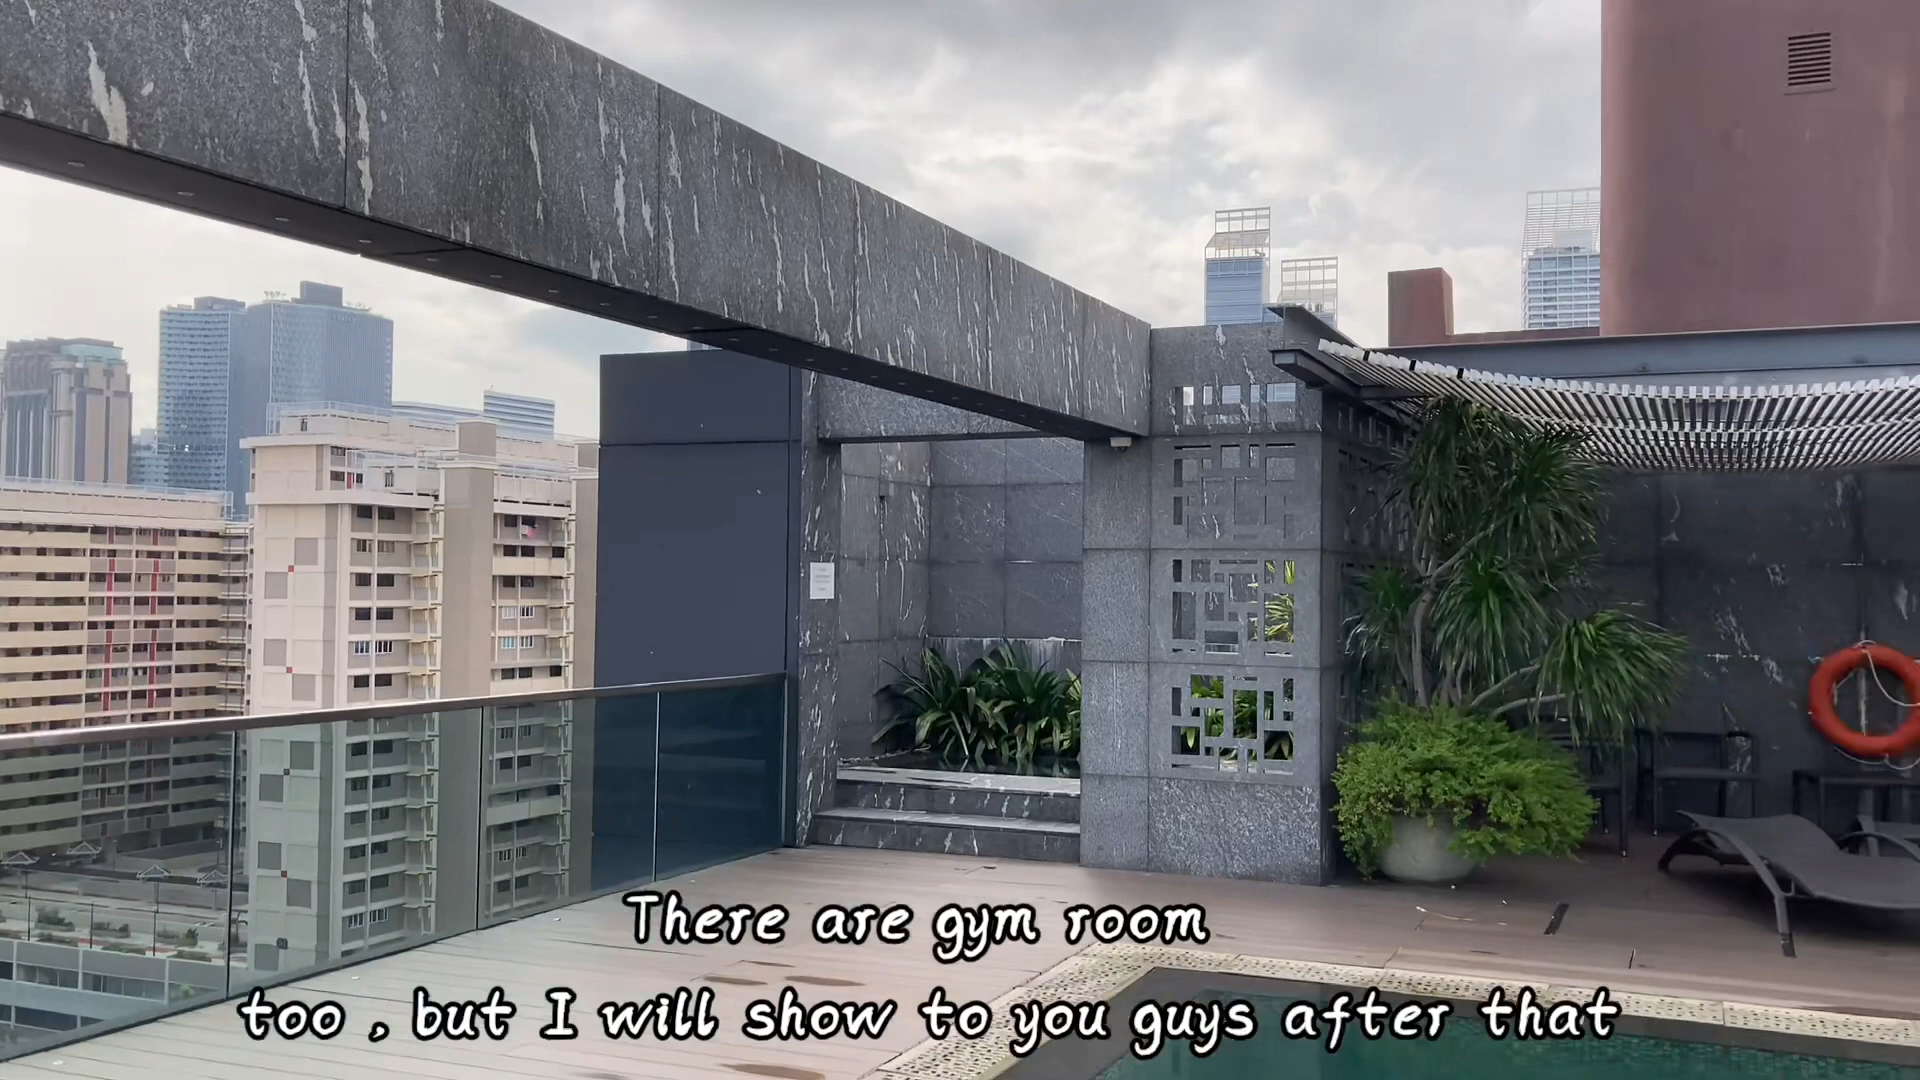 There are gym room
too , but I will show to you guys after that